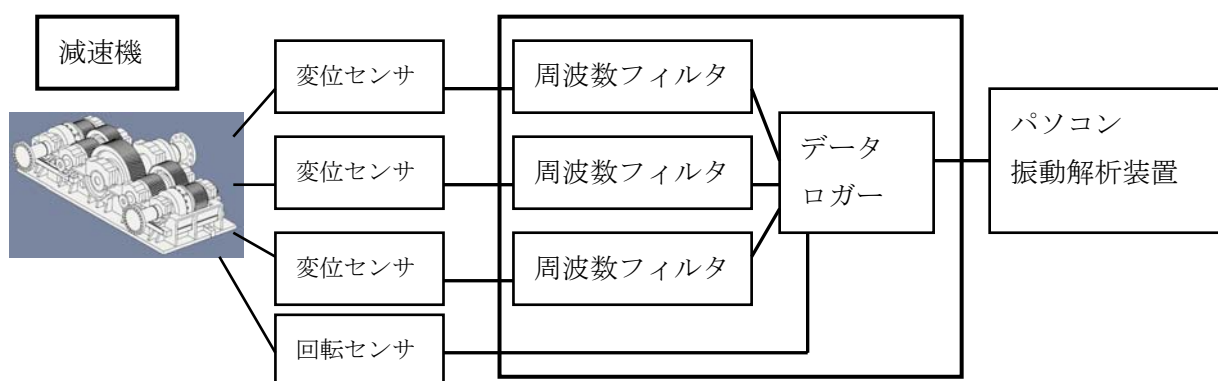 減速機
変位センサ
周波数フィルタ
変位センサ
周波数フィルタ
変位センサ
周波数フィルタ
回転センサ
データ
ロガー
パソコン
振動解析装置